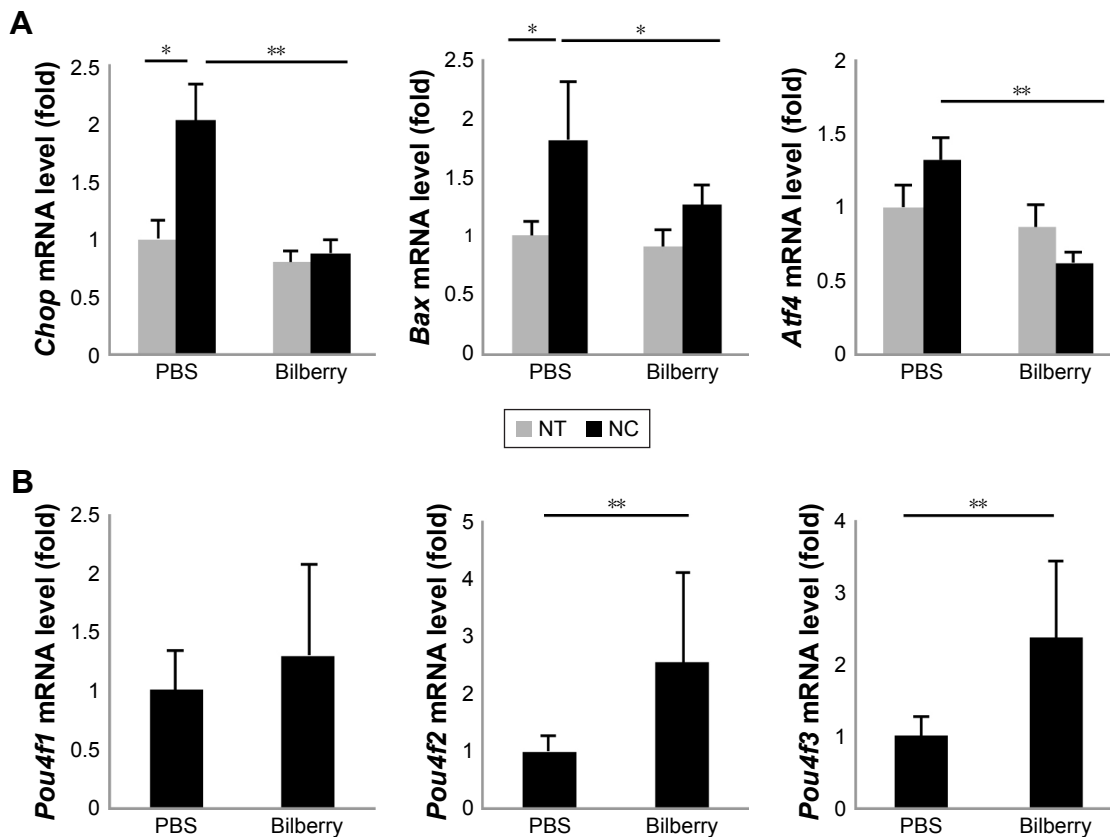 A
Chop mRNA level (fold)
2.5
2
1.5
1
0.5
0
*
**
PBS
Bilberry
Bax mRNA level (fold)
2.5
2
1.5
1
0.5
0
*
*
PBS
Bilberry
Atf4 mRNA level (fold)
2
1.5
1
0.5
0
**
PBS
Bilberry
NT NC
B
Pou4f1 mRNA level (fold)
2.5
2
1.5
1
0.5
0
PBS
Bilberry
Pou4f2 mRNA level (fold)
5
4
3
2
1
0
**
PBS
Bilberry
Pou4f3 mRNA level (fold)
4
3
2
1
0
**
PBS
Bilberry